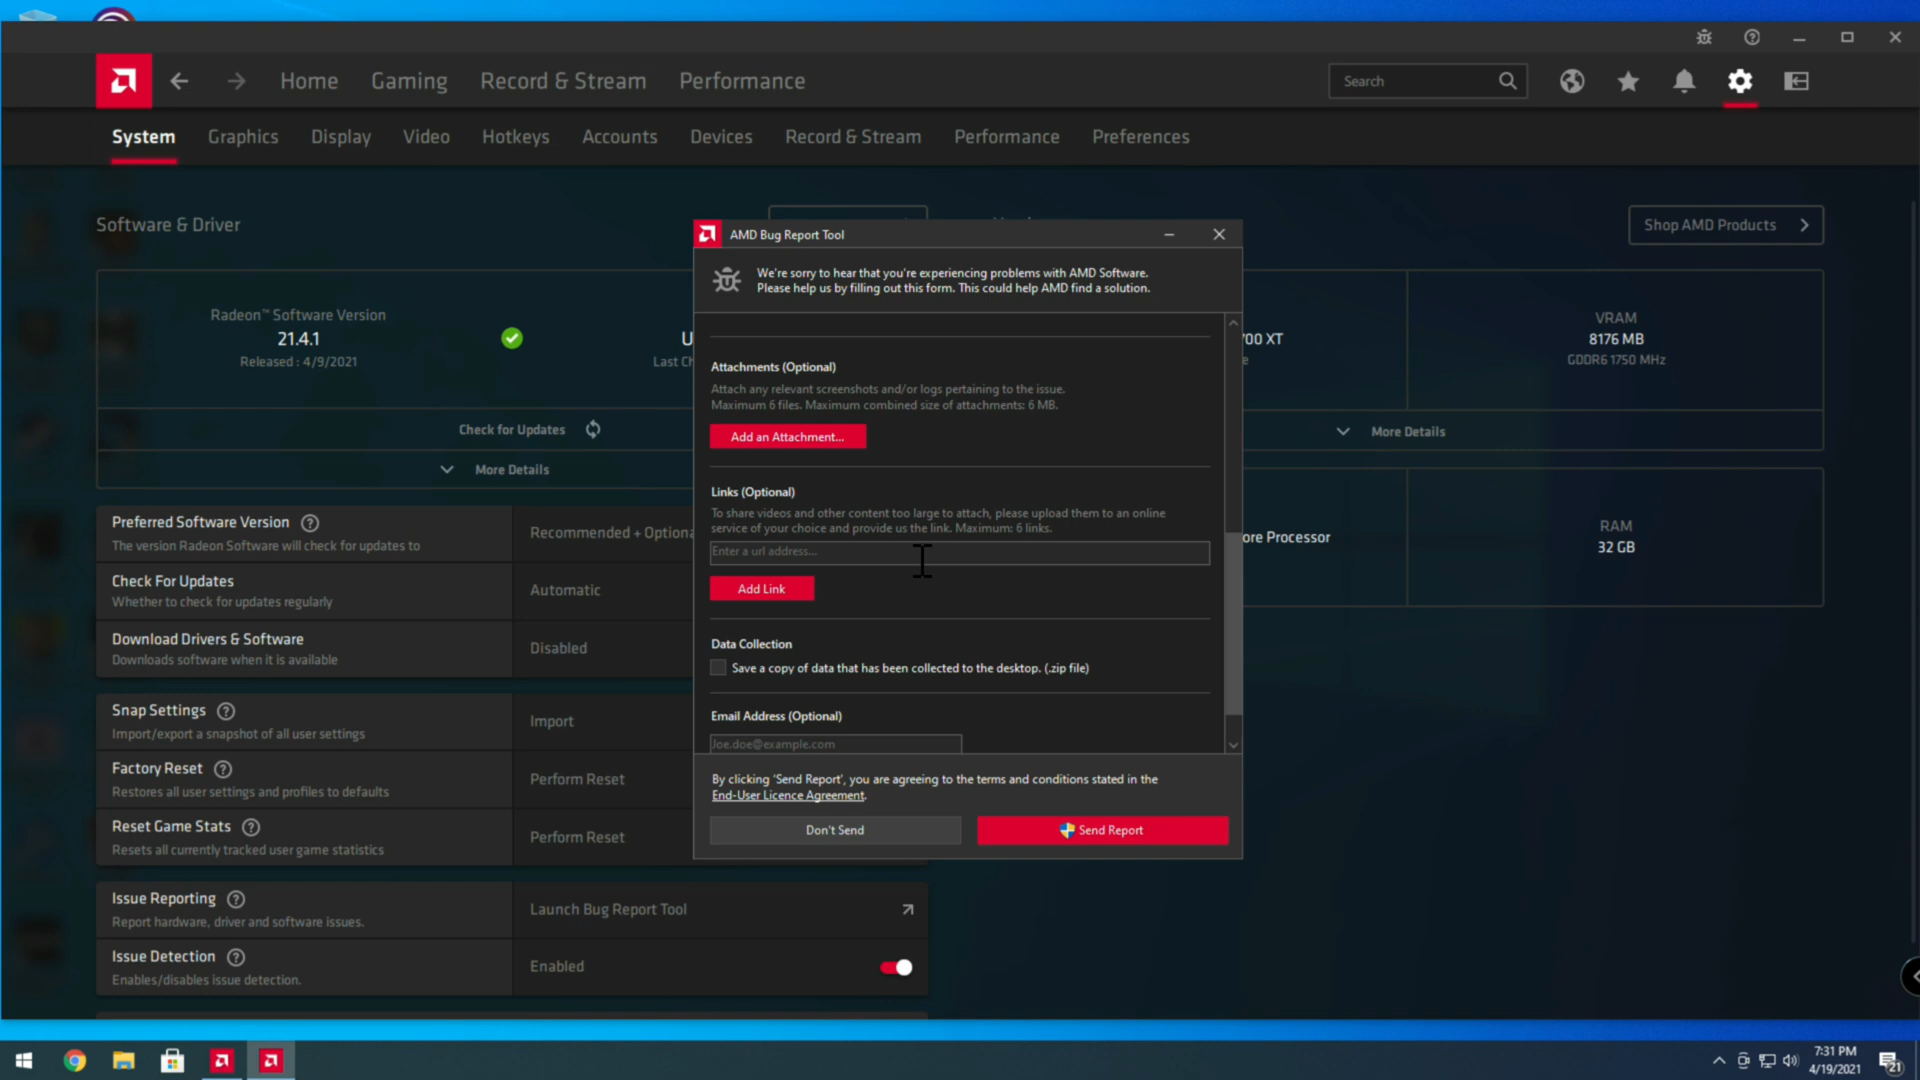 Home Gaming Record & Stream Performance
Search
System Graphics Display Video Hotkeys Accounts Devices Record & Stream Performance Preferences
Software & Driver
Shop AMD Products
Radeon™ Software Version
21.4.1
Released : 4/9/2021
Check for Updates
More Details
Preferred Software Version
The version Radeon Software will check for updates to
Recommended + Optiona
Check For Updates
Whether to check for updates regularly
Automatic
Download Drivers & Software
Downloads software when it is available
Disabled
Snap Settings
Import/export a snapshot of all user settings
Import
Factory Reset
Restores all user settings and profiles to defaults
Perform Reset
Reset Game Stats
Resets all currently tracked user game statistics
Perform Reset
Issue Reporting
Report hardware, driver and software issues.
Launch Bug Report Tool
Issue Detection
Enables/disables issue detection.
Enabled
AMD Bug Report Tool
We're sorry to hear that you're experiencing problems with AMD Software.
Please help us by filling out this form. This could help AMD find a solution.
Attachments (Optional)
Attach any relevant screenshots and/or logs pertaining to the issue.
Maximum 6 files. Maximum combined size of attachments: 6 MB.
Add an Attachment...
Links (Optional)
To share videos and other content too large to attach, please upload them to an online
service of your choice and provide us the link. Maximum: 6 links.
Enter a url address...
Add Link
Data Collection
Save a copy of data that has been collected to the desktop. (.zip file)
Email Address (Optional)
Joe.doe@example.com
By clicking 'Send Report', you are agreeing to the terms and conditions stated in the
End-User Licence Agreement.
Don't Send
Send Report
00 XT
VRAM
8176 MB
GDDR6 1750 MHz
More Details
ore Processor
RAM
32 GB
7:31 PM
4/19/2021
21